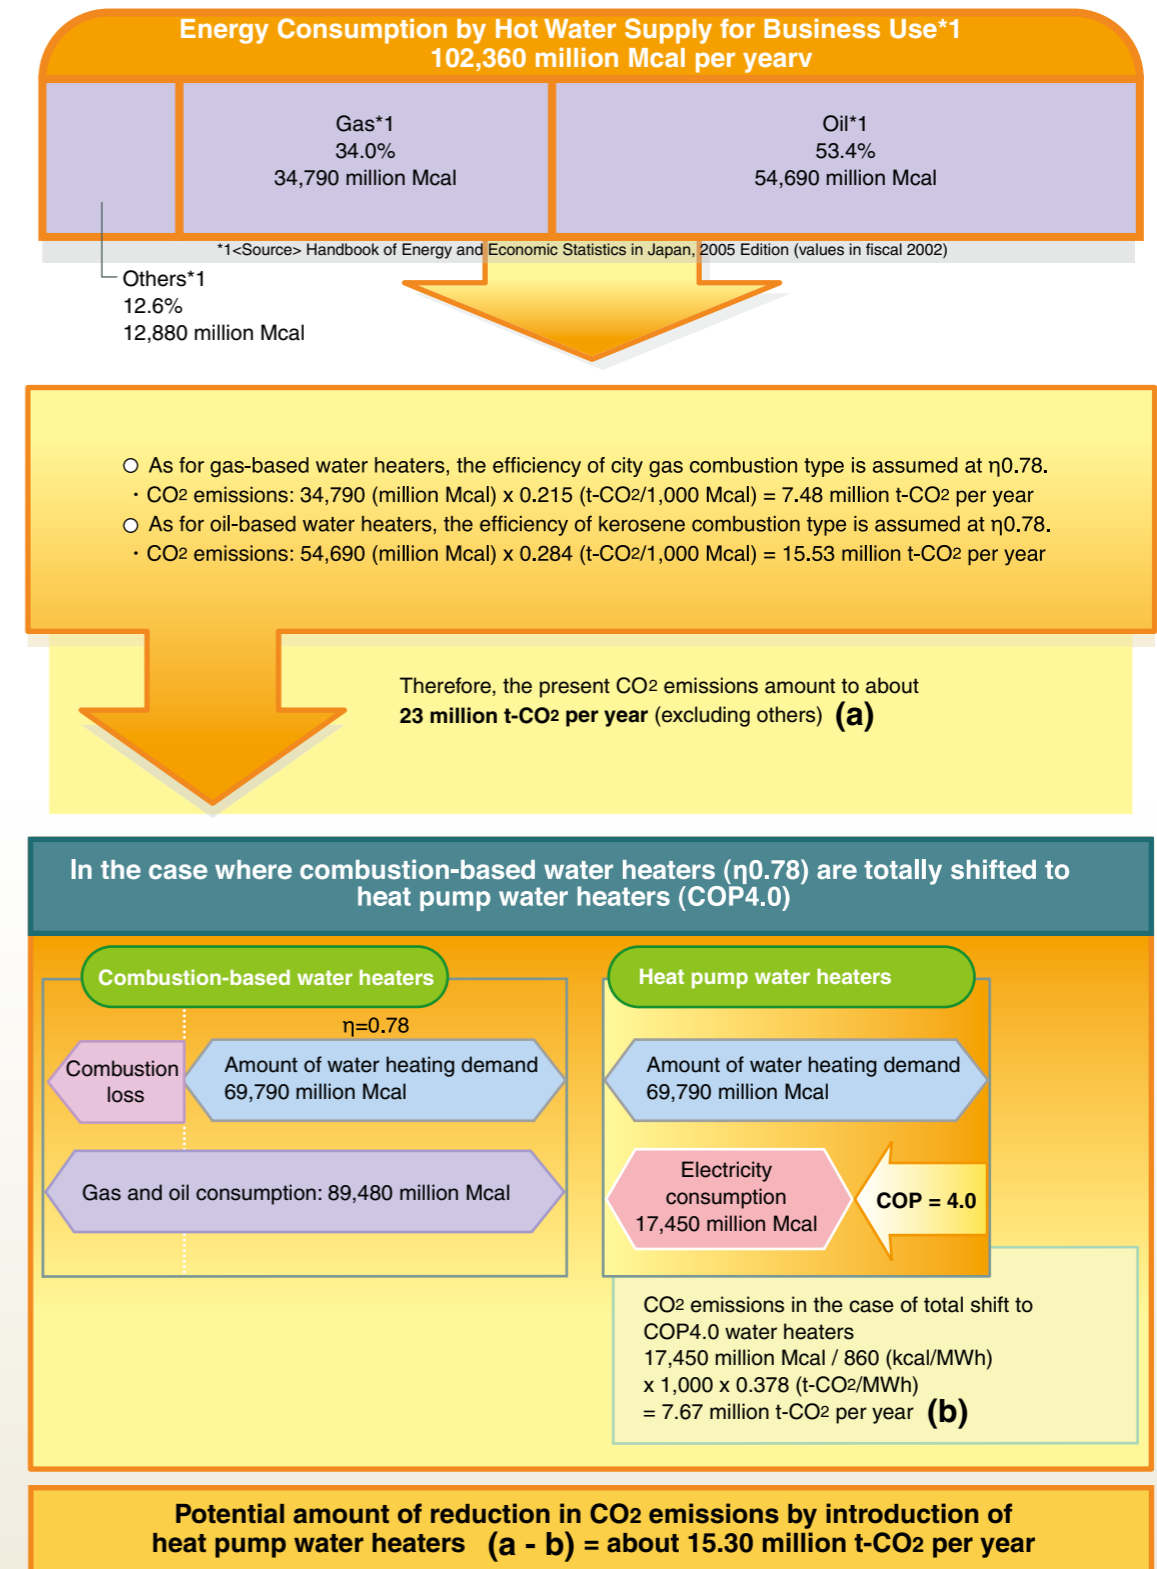 Energy Consumption by Hot Water Supply for Business Use*1
102,360 million Mcal per yearv
Gas*1
34.0%
34,790 million Mcal
Oil*1
53.4%
54,690 million Mcal
*1<Source> Handbook of Energy and Economic Statistics in Japan, 2005 Edition (values in fiscal 2002)
Others*1
12.6%
12,880 million Mcal
○ As for gas-based water heaters, the efficiency of city gas combustion type is assumed at η0.78.
・CO2 emissions: 34,790 (million Mcal) x 0.215 (t-CO2/1,000 Mcal) = 7.48 million t-CO2 per year
○ As for oil-based water heaters, the efficiency of kerosene combustion type is assumed at η0.78.
・CO2 emissions: 54,690 (million Mcal) x 0.284 (t-CO2/1,000 Mcal) = 15.53 million t-CO2 per year
Therefore, the present CO2 emissions amount to about
23 million t-CO2 per year (excluding others) (a)
In the case where combustion-based water heaters (η0.78) are totally shifted to
heat pump water heaters (COP4.0)
Combustion-based water heaters
η=0.78
Combustion
loss
Amount of water heating demand
69,790 million Mcal
Gas and oil consumption: 89,480 million Mcal
Heat pump water heaters
Amount of water heating demand
69,790 million Mcal
Electricity
consumption
17,450 million Mcal
COP = 4.0
CO2 emissions in the case of total shift to
COP4.0 water heaters
17,450 million Mcal / 860 (kcal/MWh)
x 1,000 x 0.378 (t-CO2/MWh)
= 7.67 million t-CO2 per year (b)
Potential amount of reduction in CO2 emissions by introduction of
heat pump water heaters (a - b) = about 15.30 million t-CO2 per year